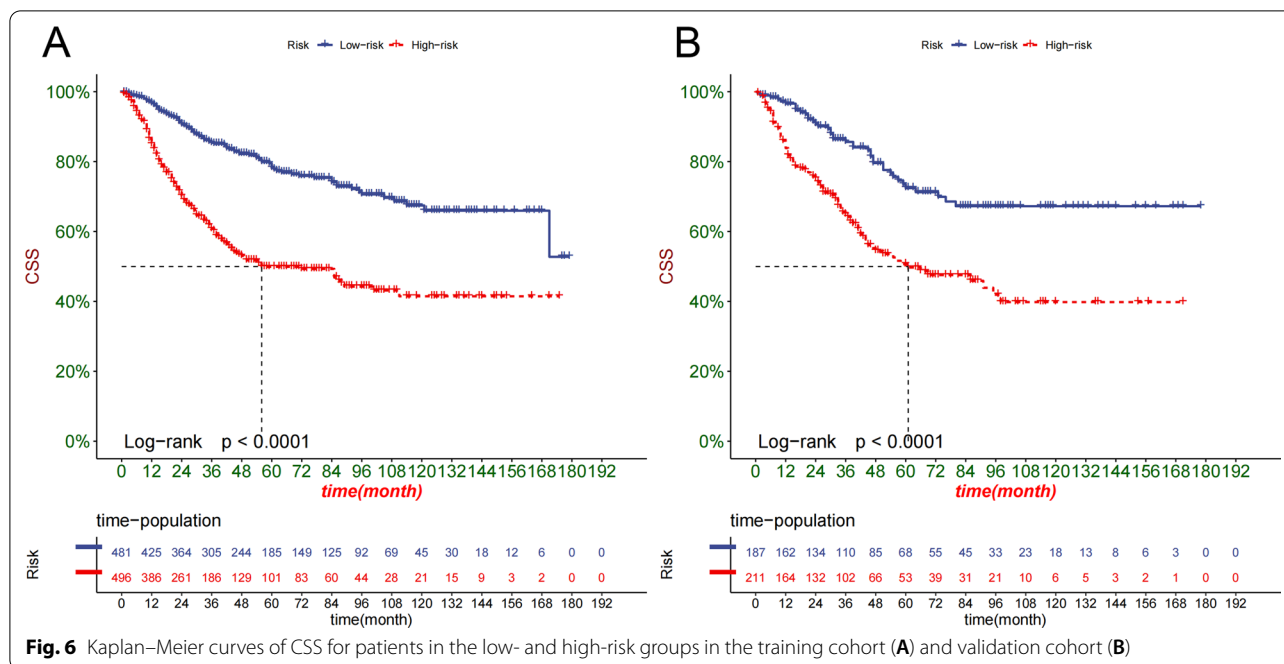 A
Risk Low-risk High-risk
100%
80%
60%
40%
20%
0%
CSS
Log-rank p < 0.0001
0 12 24 36 48 60 72 84 96 108 120 132 144 156 168 180 192
time(month)
time-population
Risk
481 425 364 305 244 185 149 125 92 69 45 30 18 12 6 0 0
496 386 261 186 129 101 83 60 44 28 21 15 9 3 2 0 0
0 12 24 36 48 60 72 84 96 108 120 132 144 156 168 180 192
time(month)
B
Risk Low-risk High-risk
100%
80%
60%
40%
20%
0%
CSS
Log-rank p < 0.0001
0 12 24 36 48 60 72 84 96 108 120 132 144 156 168 180 192
time(month)
time-population
Risk
187 162 134 110 85 68 55 45 33 23 18 13 8 6 3 0 0
211 164 132 102 66 53 39 31 21 10 6 5 3 2 1 0 0
0 12 24 36 48 60 72 84 96 108 120 132 144 156 168 180 192
time(month)
Fig. 6 Kaplan–Meier curves of CSS for patients in the low- and high-risk groups in the training cohort (A) and validation cohort (B)